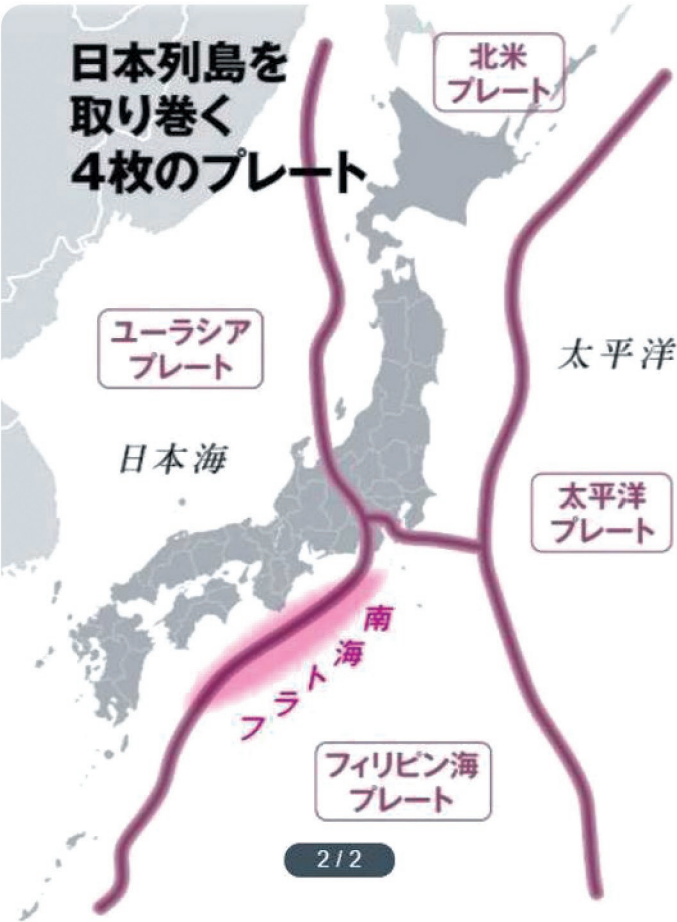 日本列島を
取り巻く
4枚のプレート
北米
プレート
ユーラシア
プレート
太平洋
日本海
太平洋
プレート
南海トラフ
フィリピン海
プレート
2/2